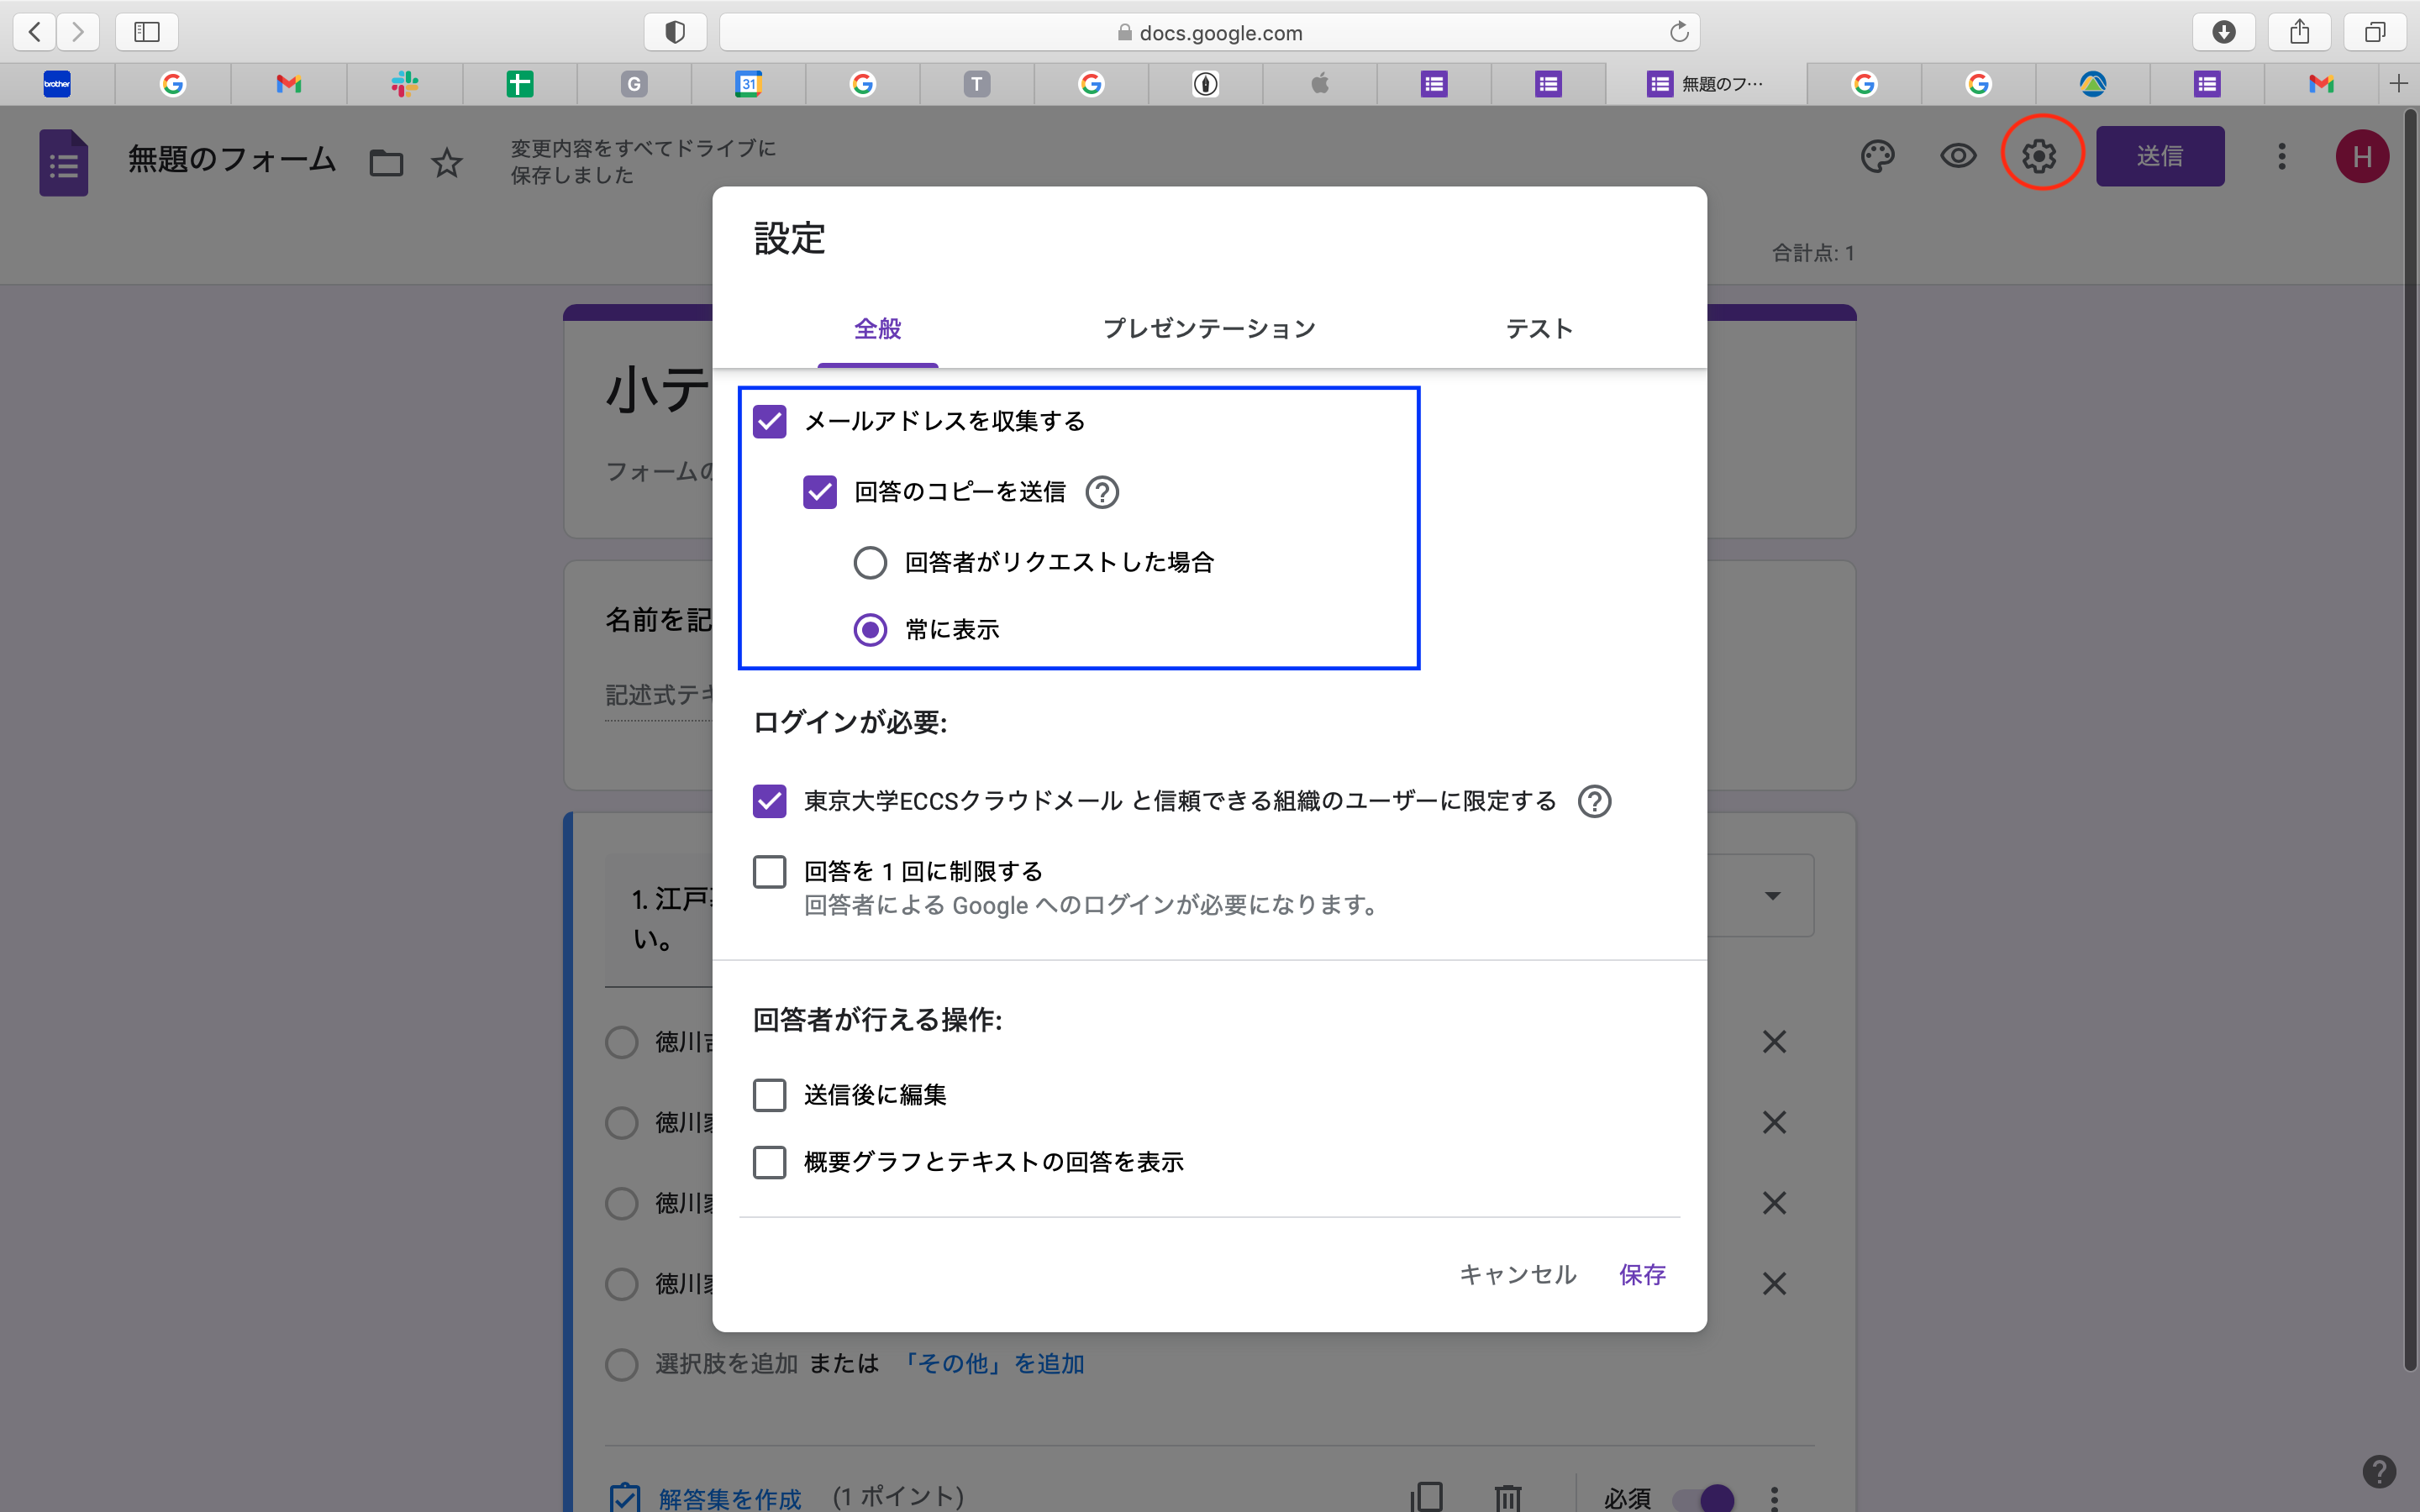 docs.google.com
brother
G
31
T
無題のフ…
無題のフォーム
変更内容をすべてドライブに
保存しました
送信
H
合計点: 1
設定
全般
プレゼンテーション
テスト
小テ
フォームの
名前を記
記述式テキ
メールアドレスを収集する
回答のコピーを送信
回答者がリクエストした場合
常に表示
ログインが必要:
東京大学ECCSクラウドメール と信頼できる組織のユーザーに限定する
回答を 1 回に制限する
回答者による Google へのログインが必要になります。
回答者が行える操作:
送信後に編集
概要グラフとテキストの回答を表示
キャンセル
保存
1. 江戸
い。
徳川
徳川家
徳川家
徳川家
選択肢を追加 または 「その他」を追加
解答集を作成 (1 ポイント)
必須